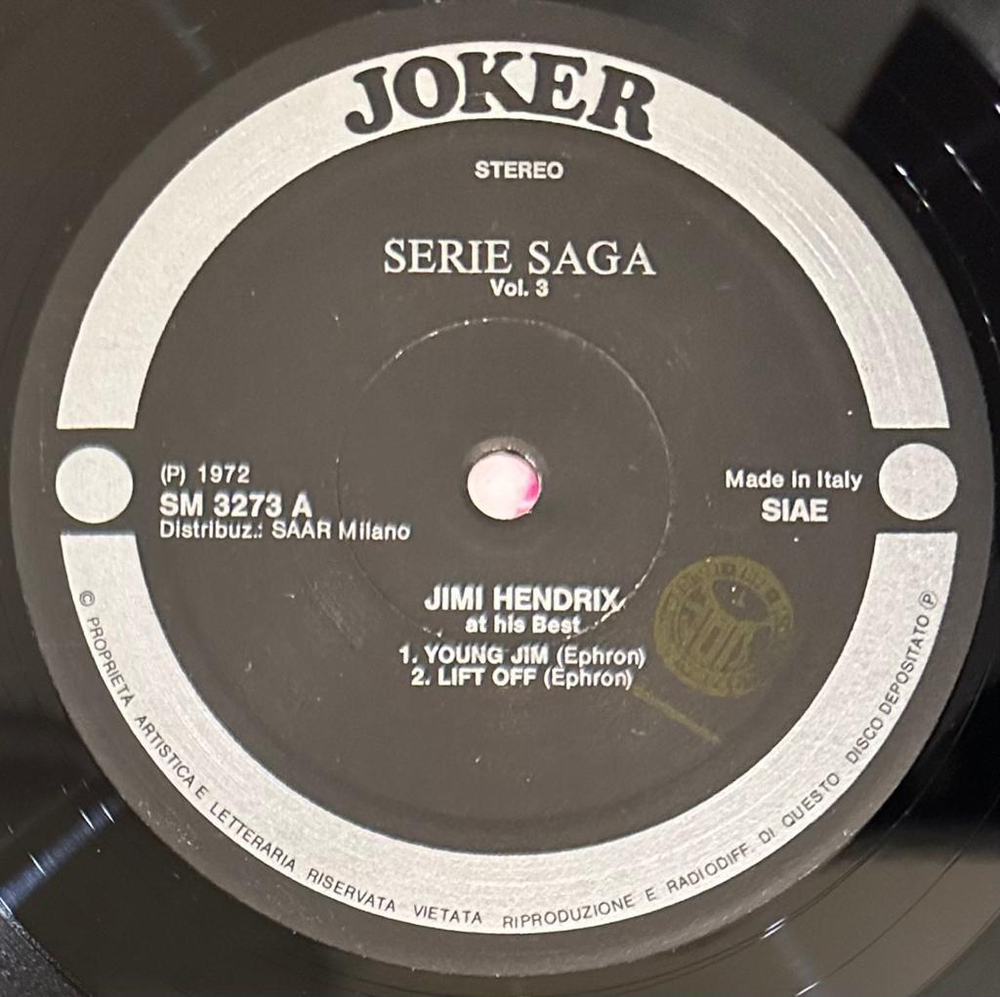 JOKER
STEREO
SERIE SAGA
Vol. 3
(P) 1972
SM 3273 A
Distribuz.: SAAR Milano
Made in Italy
SIAE
JIMI HENDRIX
at his Best
1. YOUNG JIM (Ephron)
2. LIFT OFF (Ephron)
© PROPRIETÀ ARTISTICA E LETTERARIA RISERVATA VIETATA RIPRODUZIONE E RADIODIFF. DI QUESTO DISCO DEPOSITATO Ⓟ